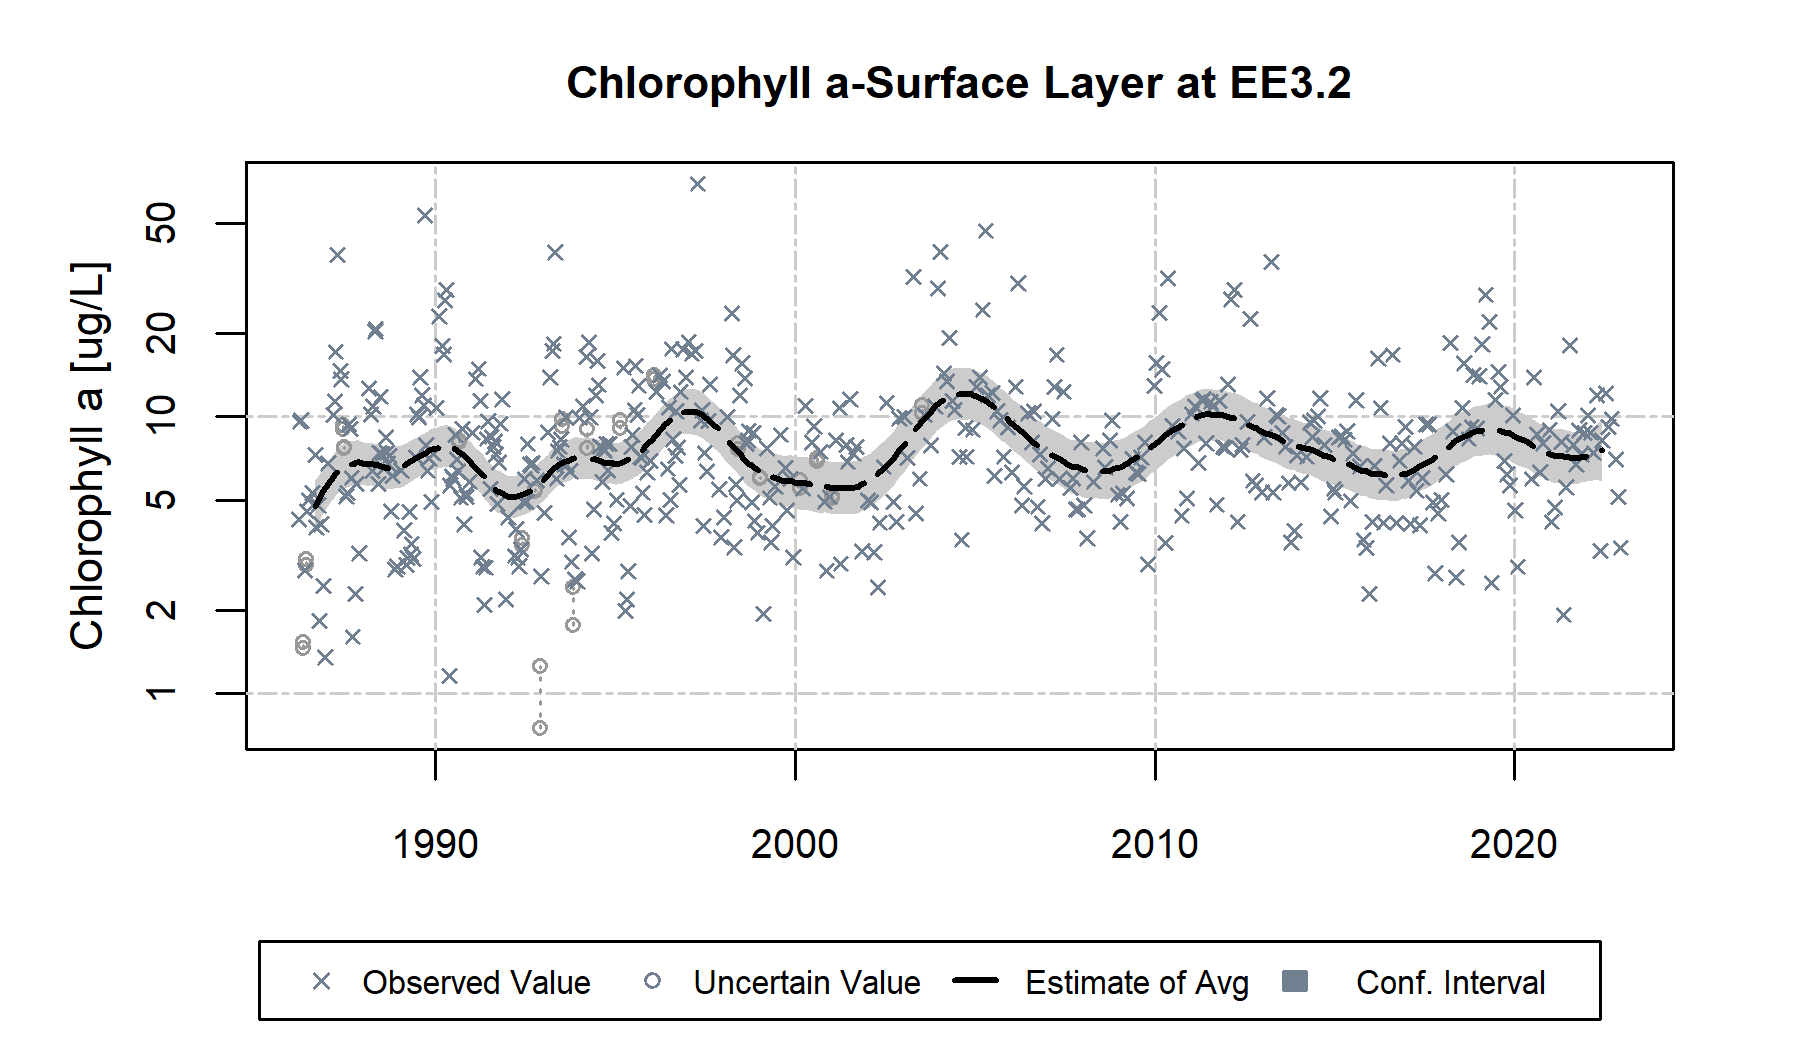 Chlorophyll a-Surface Layer at EE3.2
Chlorophyll a [ug/L]
50
20
10
5
2
1
1990 2000 2010 2020
Observed Value Uncertain Value Estimate of Avg Conf. Interval